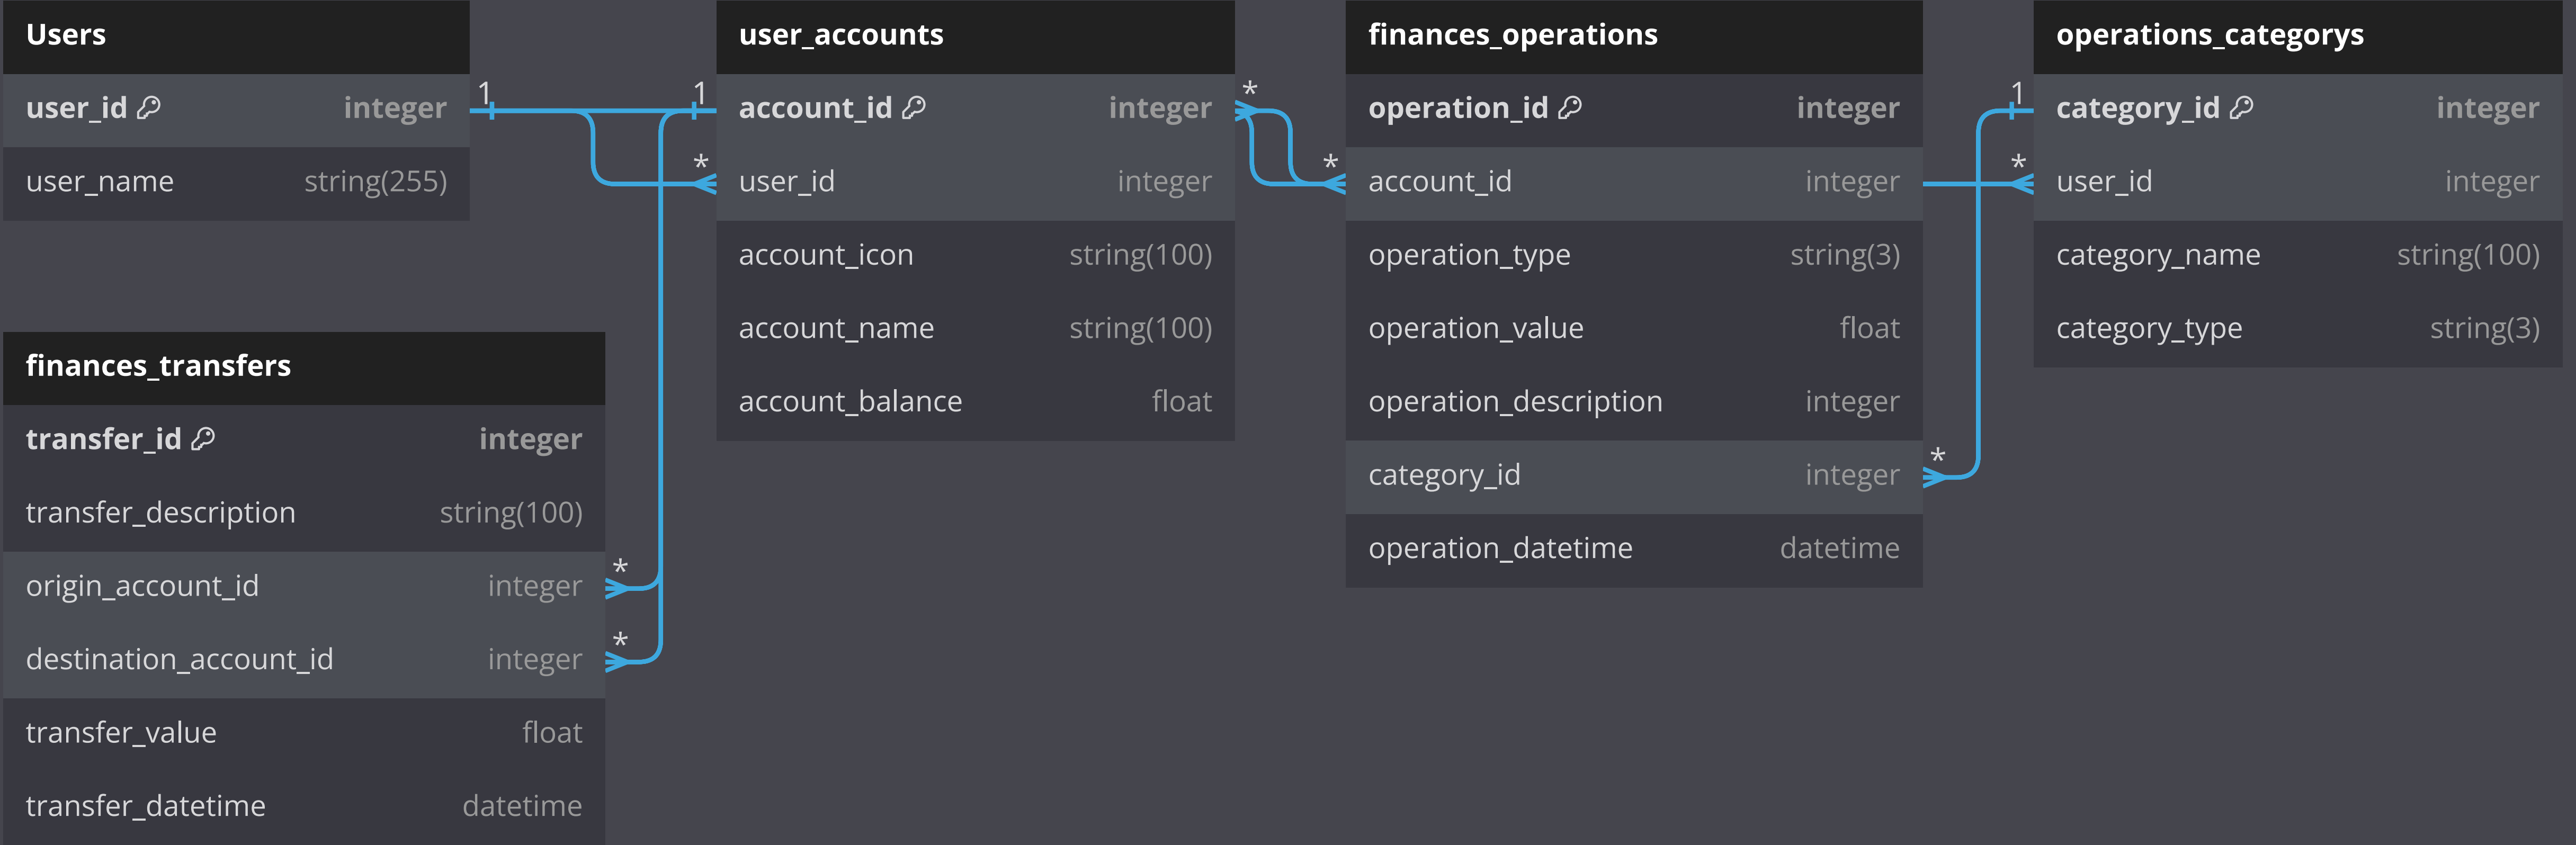 Users
user_id integer
user_name string(255)
1
1
*
user_accounts
account_id integer
user_id integer
account_icon string(100)
account_name string(100)
account_balance float
*
*
finances_operations
operation_id integer
account_id integer
operation_type string(3)
operation_value float
operation_description integer
category_id integer
operation_datetime datetime
1
*
*
operations_categorys
category_id integer
user_id integer
category_name string(100)
category_type string(3)
finances_transfers
transfer_id integer
transfer_description string(100)
origin_account_id integer
destination_account_id integer
transfer_value float
transfer_datetime datetime
*
*